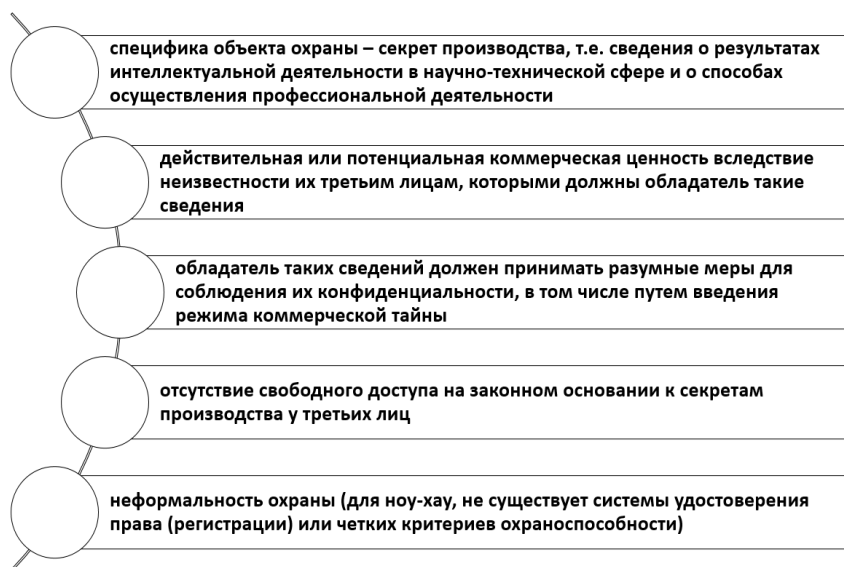 специфика объекта охраны – секрет производства, т.е. сведения о результатах
интеллектуальной деятельности в научно-технической сфере и о способах
осуществления профессиональной деятельности
действительная или потенциальная коммерческая ценность вследствие
неизвестности их третьим лицам, которыми должны обладатель такие
сведения
обладатель таких сведений должен принимать разумные меры для
соблюдения их конфиденциальности, в том числе путем введения
режима коммерческой тайны
отсутствие свободного доступа на законном основании к секретам
производства у третьих лиц
неформальность охраны (для ноу-хау, не существует системы удостоверения
права (регистрации) или четких критериев охраноспособности)